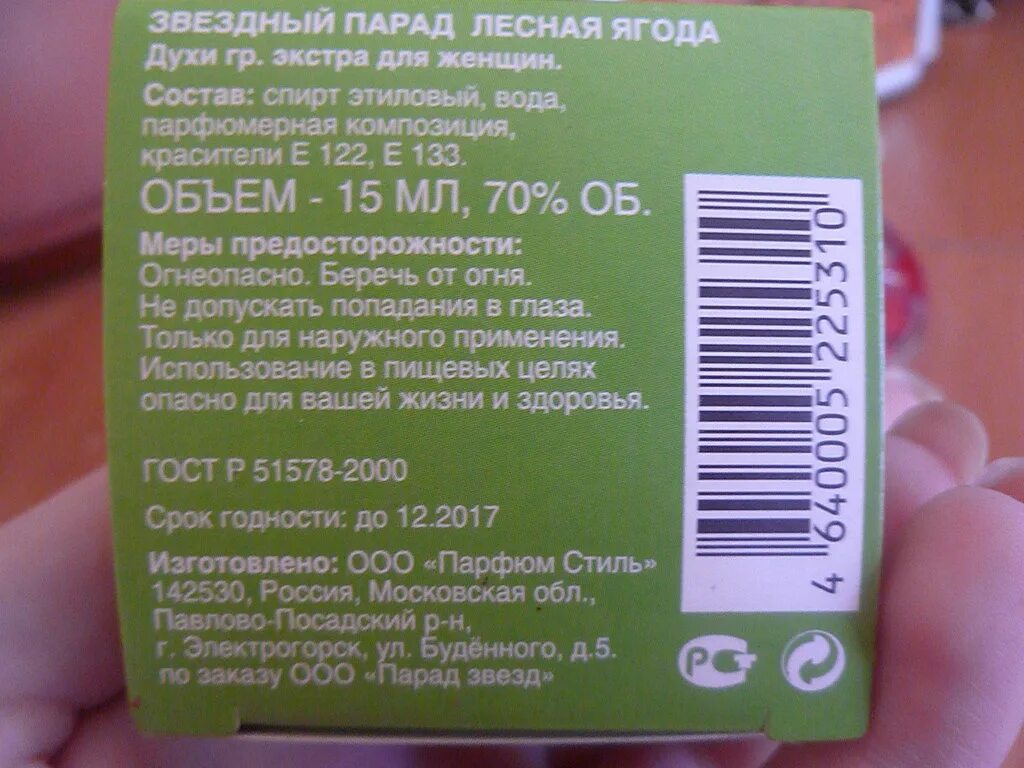 ЗВЕЗДНЫЙ ПАРАД ЛЕСНАЯ ЯГОДА
Духи гр. экстра для женщин.
Состав: спирт этиловый, вода,
парфюмерная композиция,
красители Е 122, Е 133.
ОБЪЕМ - 15 МЛ, 70% ОБ.
Меры предосторожности:
Огнеопасно. Беречь от огня.
Не допускать попадания в глаза.
Только для наружного применения.
Использование в пищевых целях
опасно для вашей жизни и здоровья.
ГОСТ Р 51578-2000
Срок годности: до 12.2017
Изготовлено: ООО «Парфюм Стиль»
142530, Россия, Московская обл.,
Павлово-Посадский р-н,
г. Электрогорск, ул. Будённого, д.5.
по заказу ООО «Парад звезд»
4 640005 225310
РСТ